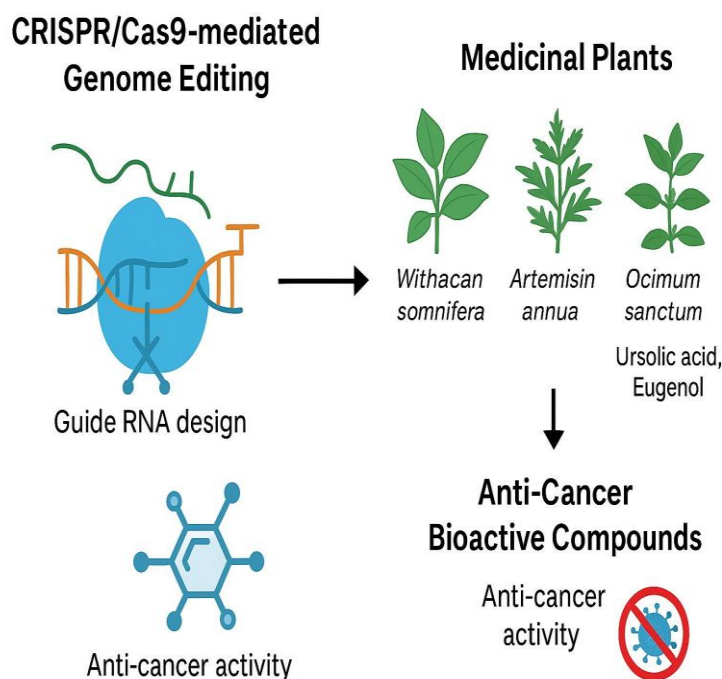 CRISPR/Cas9-mediated
Genome Editing
Guide RNA design
Anti-cancer activity
Medicinal Plants
Withacan
somnifera
Artemisin
annua
Ocimum
sanctum
Ursolic acid,
Eugenol
Anti-Cancer
Bioactive Compounds
Anti-cancer
activity